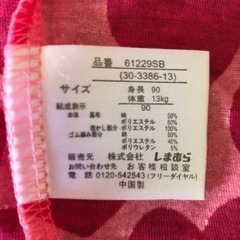 品番 61229SB
(30-3386-13)
サイズ 身長 90
体重 13kg
組成表示 90
本体 基布 綿 50%
ポリエステル 50%
透かし部分 ポリエステル 100%
ゴム編み部分 綿 50%
ポリエステル 45%
ポリウレタン 5%
販売元 株式会社 しまむら
お問い合わせ先 お客様相談室
電話 0120-542543 (フリーダイヤル)
中国製